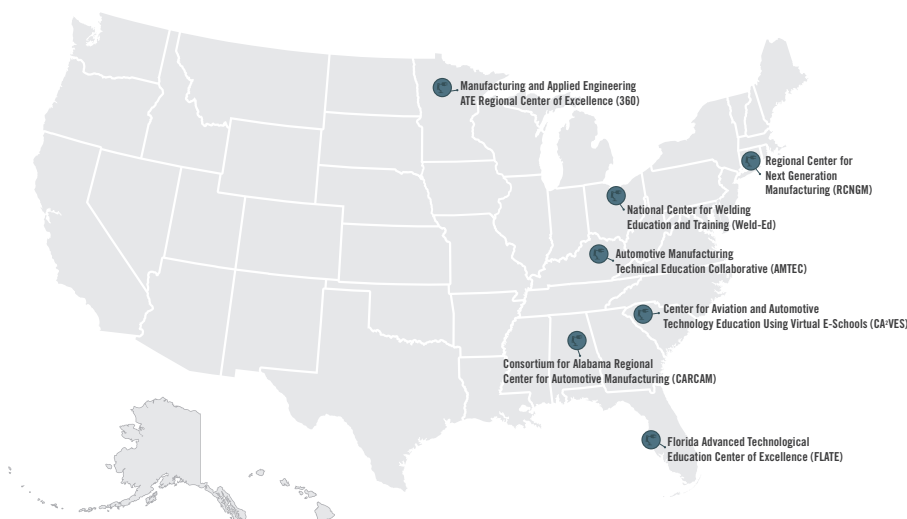 Manufacturing and Applied Engineering
ATE Regional Center of Excellence (360)
Regional Center for
Next Generation
Manufacturing (RCNGM)
National Center for Welding
Education and Training (Weld-Ed)
Automotive Manufacturing
Technical Education Collaborative (AMTEC)
Center for Aviation and Automotive
Technology Education Using Virtual E-Schools (CA²VES)
Consortium for Alabama Regional
Center for Automotive Manufacturing (CARCAM)
Florida Advanced Technological
Education Center of Excellence (FLATE)